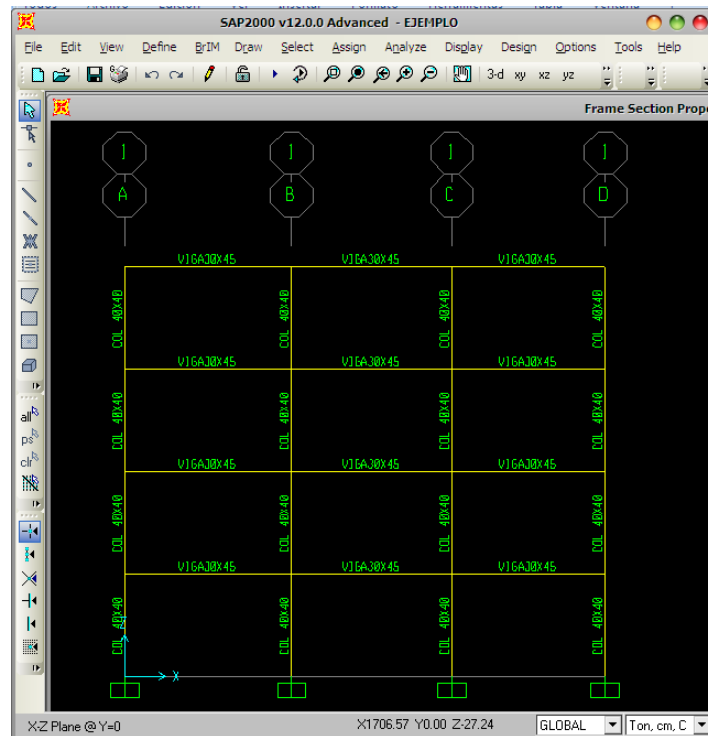 SAP2000 v12.0.0 Advanced - EJEMPLO
File Edit View Define BrIM Draw Select Assign Analyze Display Design Options Tools Help
3-d xy xz yz
Frame Section Prope
1 1 1 1
A B C D
VIGA30X45 VIGA30X45 VIGA30X45
COL 40X40 COL 40X40 COL 40X40 COL 40X40
VIGA30X45 VIGA30X45 VIGA30X45
COL 40X40 COL 40X40 COL 40X40 COL 40X40
VIGA30X45 VIGA30X45 VIGA30X45
COL 40X40 COL 40X40 COL 40X40 COL 40X40
VIGA30X45 VIGA30X45 VIGA30X45
COL 40X40 COL 40X40 COL 40X40 COL 40X40
X
all
ps
clr
X-Z Plane @ Y=0 X1706.57 Y0.00 Z-27.24 GLOBAL Ton, cm, C